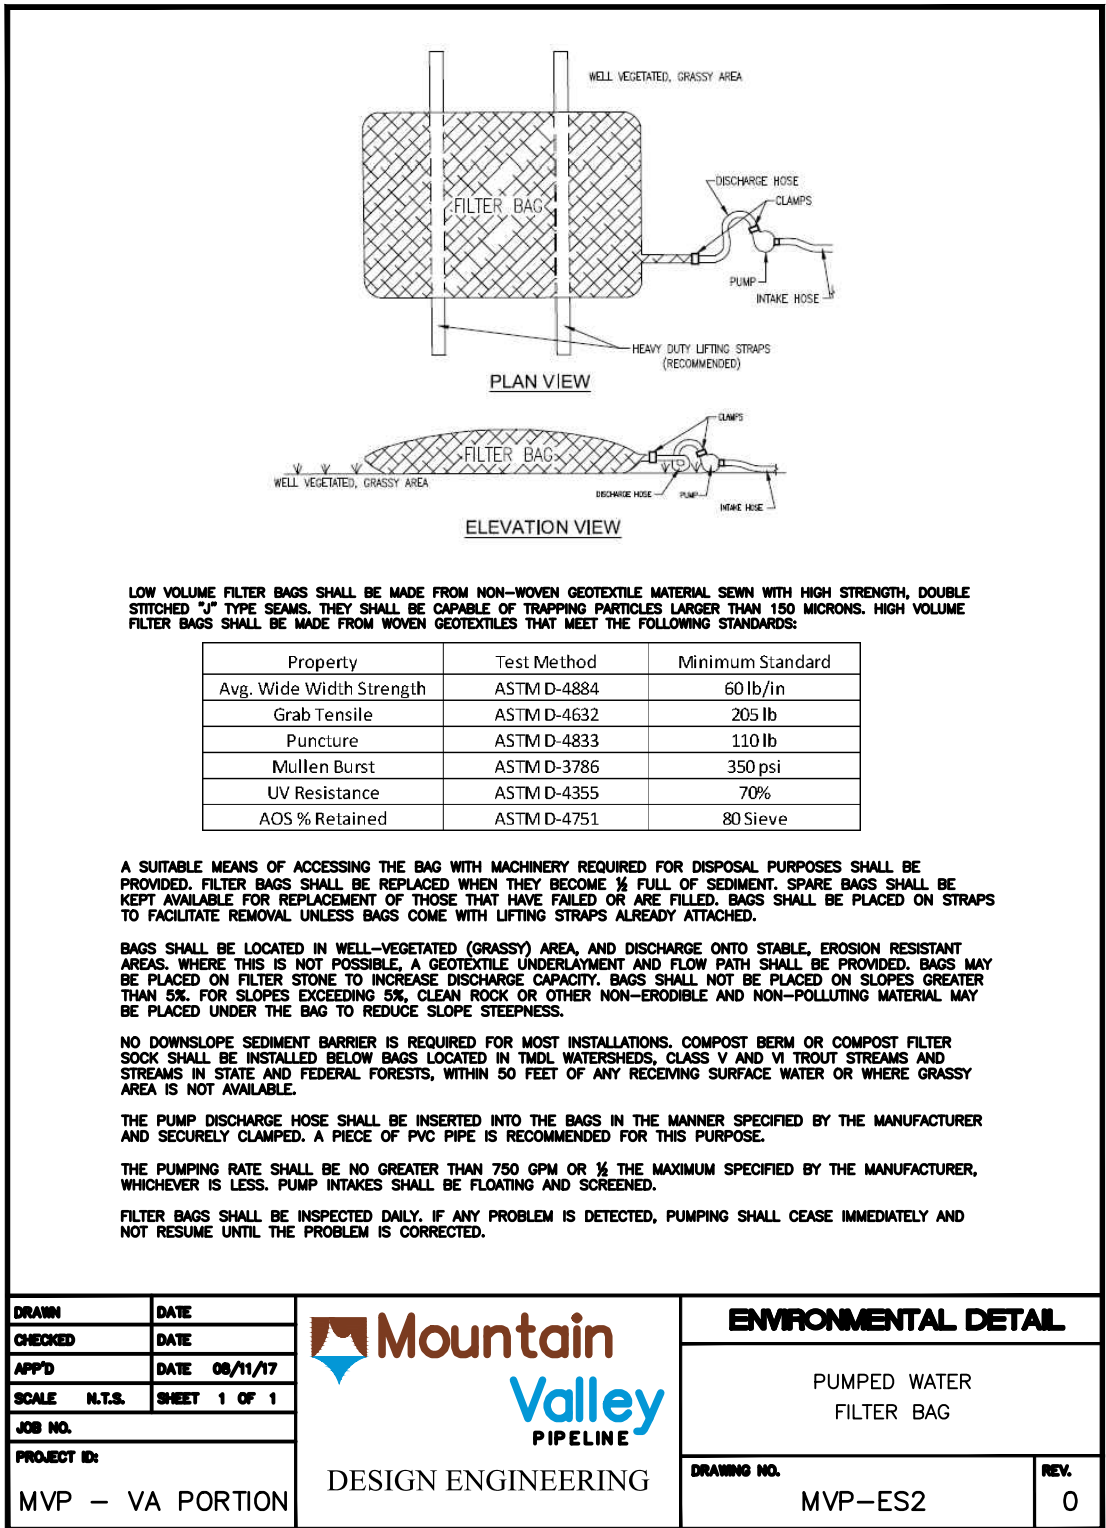 WELL VEGETATED, GRASSY AREA
DISCHARGE HOSE
CLAMPS
FILTER BAG
PUMP
INTAKE HOSE
HEAVY DUTY LIFTING STRAPS
(RECOMMENDED)
PLAN VIEW
CLAMPS
FILTER BAG
WELL VEGETATED, GRASSY AREA
DISCHARGE HOSE
PUMP
INTAKE HOSE
ELEVATION VIEW
LOW VOLUME FILTER BAGS SHALL BE MADE FROM NON-WOVEN GEOTEXTILE MATERIAL SEWN WITH HIGH STRENGTH, DOUBLE
STITCHED "J" TYPE SEAMS. THEY SHALL BE CAPABLE OF TRAPPING PARTICLES LARGER THAN 150 MICRONS. HIGH VOLUME
FILTER BAGS SHALL BE MADE FROM WOVEN GEOTEXTILES THAT MEET THE FOLLOWING STANDARDS:
Property Test Method Minimum Standard
Avg. Wide Width Strength ASTM D-4884 60 lb/in
Grab Tensile ASTM D-4632 205 lb
Puncture ASTM D-4833 110 lb
Mullen Burst ASTM D-3786 350 psi
UV Resistance ASTM D-4355 70%
AOS % Retained ASTM D-4751 80 Sieve
A SUITABLE MEANS OF ACCESSING THE BAG WITH MACHINERY REQUIRED FOR DISPOSAL PURPOSES SHALL BE
PROVIDED. FILTER BAGS SHALL BE REPLACED WHEN THEY BECOME ½ FULL OF SEDIMENT. SPARE BAGS SHALL BE
KEPT AVAILABLE FOR REPLACEMENT OF THOSE THAT HAVE FAILED OR ARE FILLED. BAGS SHALL BE PLACED ON STRAPS
TO FACILITATE REMOVAL UNLESS BAGS COME WITH LIFTING STRAPS ALREADY ATTACHED.
BAGS SHALL BE LOCATED IN WELL-VEGETATED (GRASSY) AREA, AND DISCHARGE ONTO STABLE, EROSION RESISTANT
AREAS. WHERE THIS IS NOT POSSIBLE, A GEOTEXTILE UNDERLAYMENT AND FLOW PATH SHALL BE PROVIDED. BAGS MAY
BE PLACED ON FILTER STONE TO INCREASE DISCHARGE CAPACITY. BAGS SHALL NOT BE PLACED ON SLOPES GREATER
THAN 5%. FOR SLOPES EXCEEDING 5%, CLEAN ROCK OR OTHER NON-ERODIBLE AND NON-POLLUTING MATERIAL MAY
BE PLACED UNDER THE BAG TO REDUCE SLOPE STEEPNESS.
NO DOWNSLOPE SEDIMENT BARRIER IS REQUIRED FOR MOST INSTALLATIONS. COMPOST BERM OR COMPOST FILTER
SOCK SHALL BE INSTALLED BELOW BAGS LOCATED IN TMDL WATERSHEDS, CLASS V AND VI TROUT STREAMS AND
STREAMS IN STATE AND FEDERAL FORESTS, WITHIN 50 FEET OF ANY RECEIVING SURFACE WATER OR WHERE GRASSY
AREA IS NOT AVAILABLE.
THE PUMP DISCHARGE HOSE SHALL BE INSERTED INTO THE BAGS IN THE MANNER SPECIFIED BY THE MANUFACTURER
AND SECURELY CLAMPED. A PIECE OF PVC PIPE IS RECOMMENDED FOR THIS PURPOSE.
THE PUMPING RATE SHALL BE NO GREATER THAN 750 GPM OR ½ THE MAXIMUM SPECIFIED BY THE MANUFACTURER,
WHICHEVER IS LESS. PUMP INTAKES SHALL BE FLOATING AND SCREENED.
FILTER BAGS SHALL BE INSPECTED DAILY. IF ANY PROBLEM IS DETECTED, PUMPING SHALL CEASE IMMEDIATELY AND
NOT RESUME UNTIL THE PROBLEM IS CORRECTED.
DRAWN DATE
CHECKED DATE
APP'D DATE 08/11/17
SCALE N.T.S. SHEET 1 OF 1
JOB NO.
PROJECT ID:
MVP - VA PORTION
Mountain
Valley
PIPELINE
DESIGN ENGINEERING
ENVIRONMENTAL DETAIL
PUMPED WATER
FILTER BAG
DRAWING NO.
MVP-ES2
REV.
0